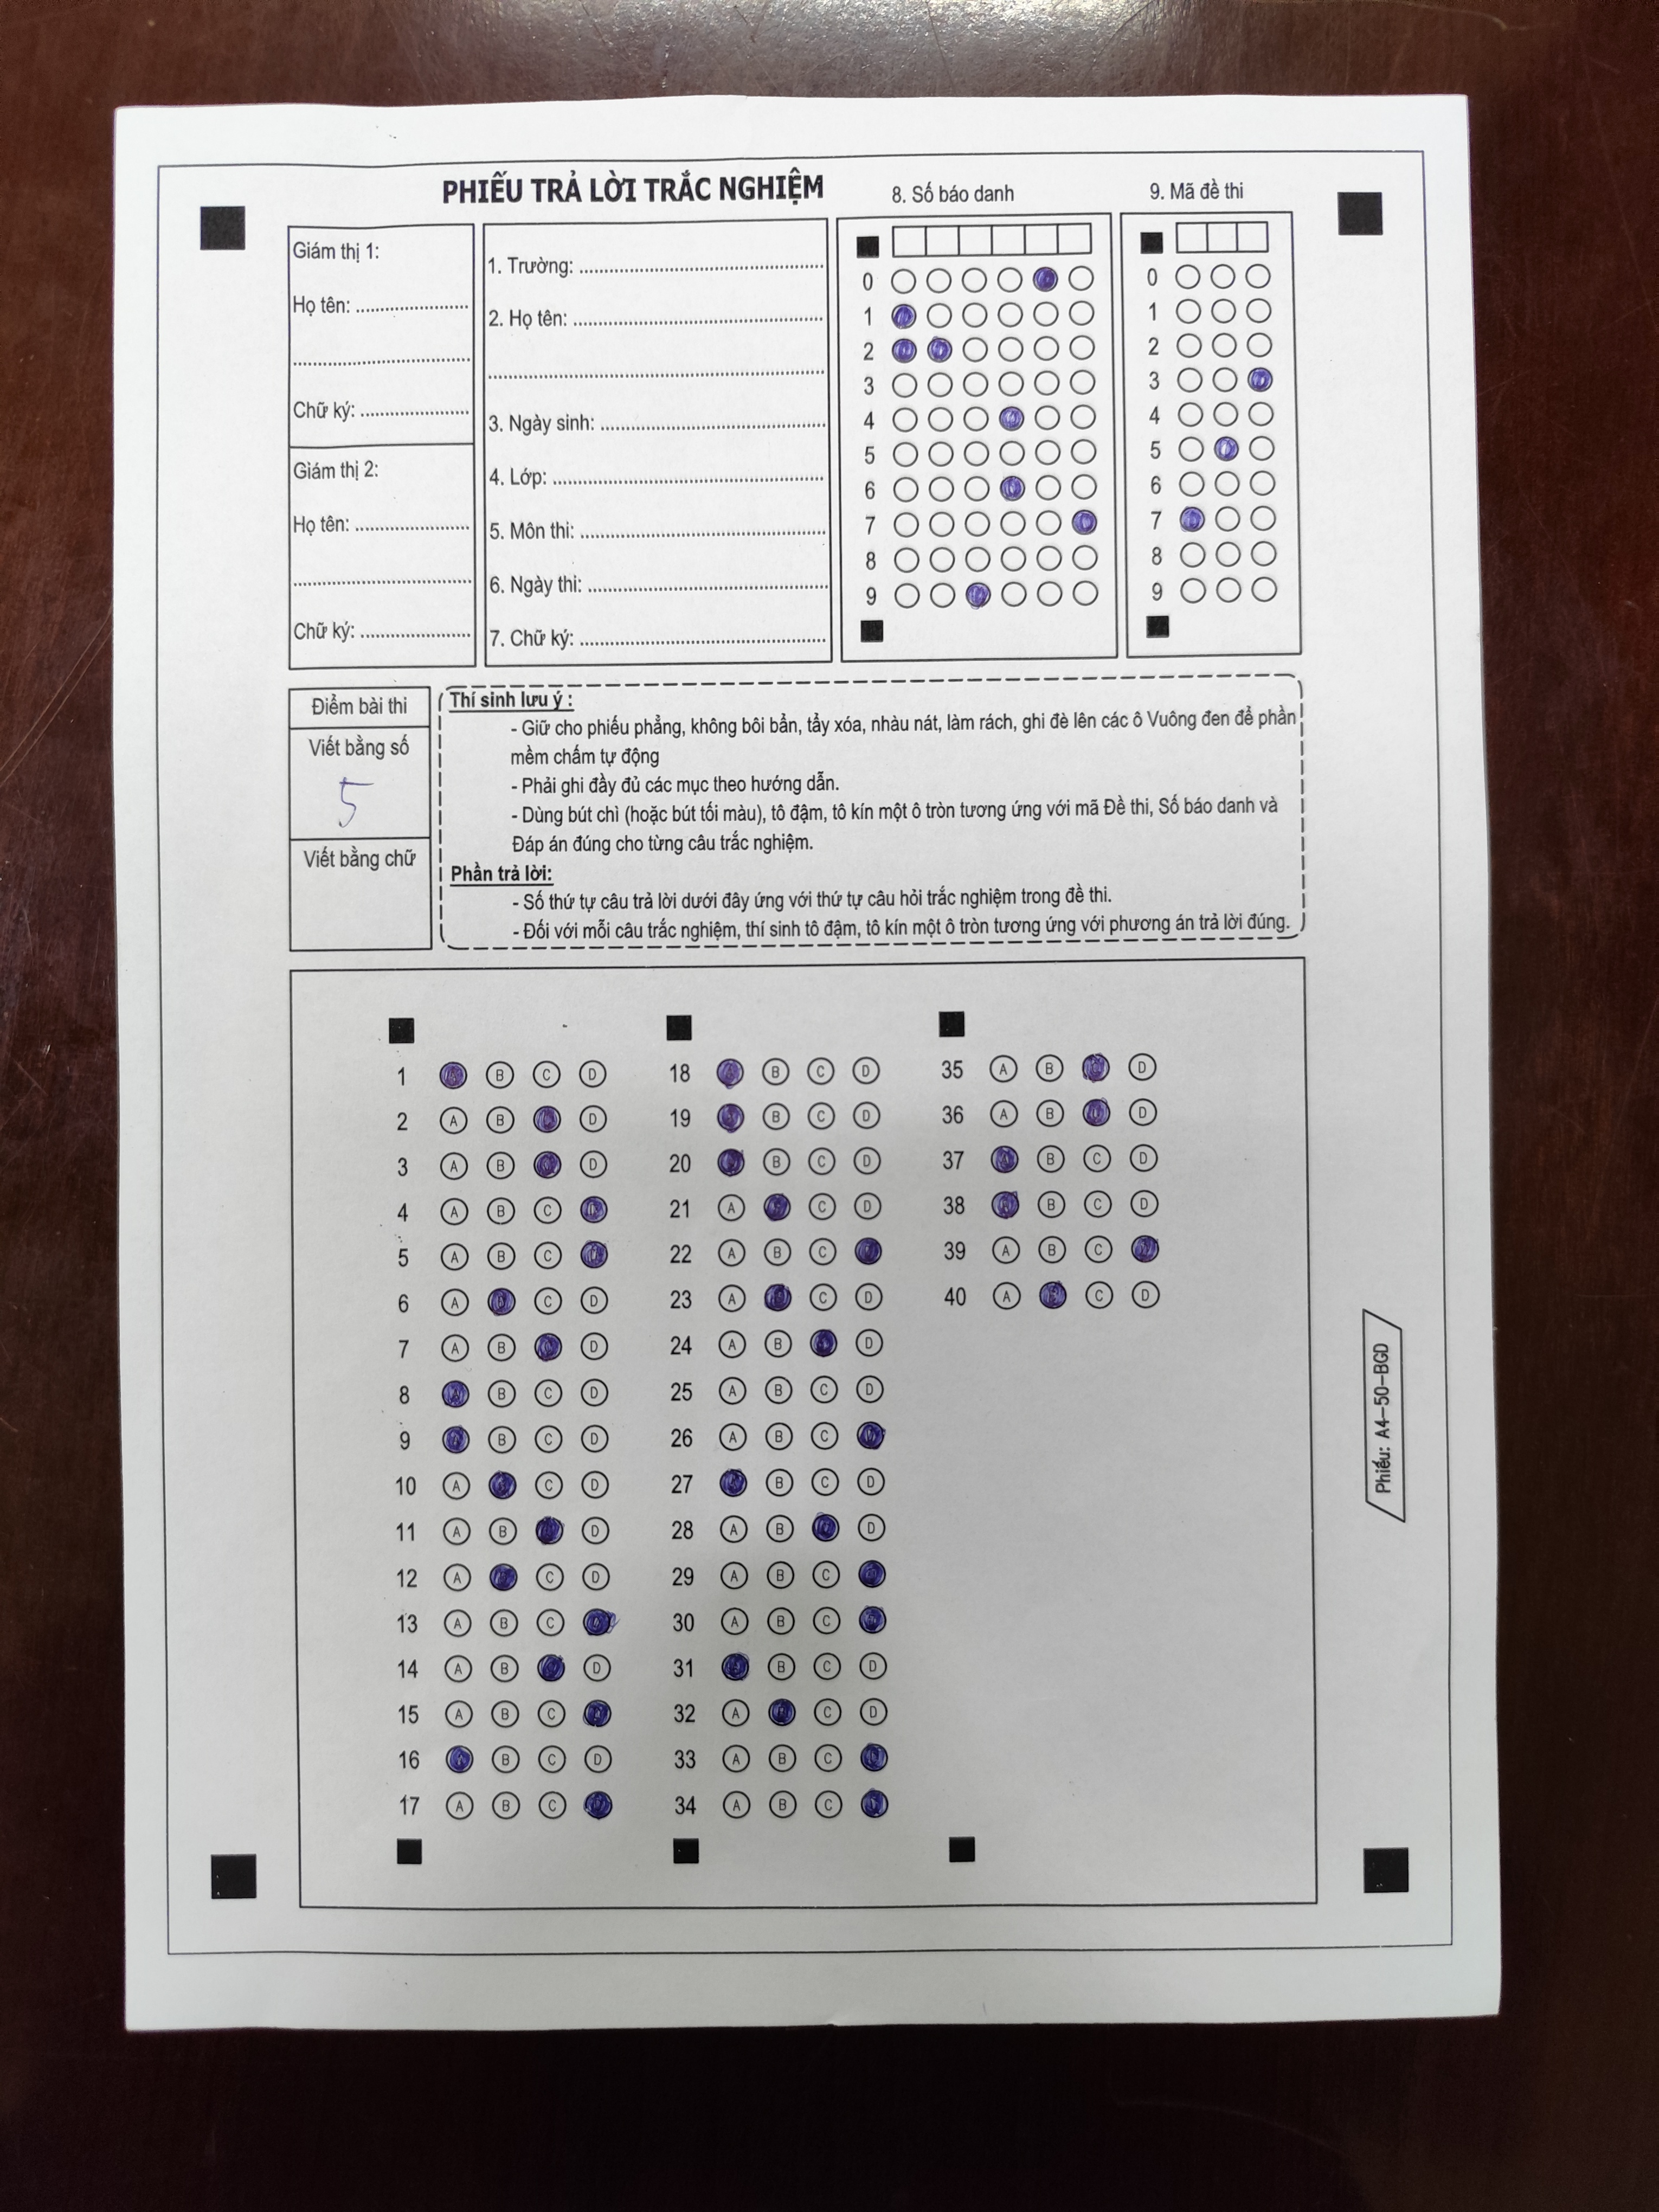 PHIẾU TRẢ LỜI TRẮC NGHIỆM
8. Số báo danh
9. Mã đề thi
Giám thị 1:
Họ tên: ........................
........................
Chữ ký: ........................
Giám thị 2:
Họ tên: ........................
........................
Chữ ký: ........................
1. Trường: ........................
2. Họ tên: ........................
........................
3. Ngày sinh: ........................
4. Lớp: ........................
5. Môn thi: ........................
6. Ngày thi: ........................
7. Chữ ký: ........................
0
1
2
3
4
5
6
7
8
9
0
1
2
3
4
5
6
7
8
9
Điểm bài thi
Viết bằng số
5
Viết bằng chữ
Thí sinh lưu ý :
- Giữ cho phiếu phẳng, không bôi bẩn, tẩy xóa, nhàu nát, làm rách, ghi đè lên các ô Vuông đen để phần
mềm chấm tự động
- Phải ghi đầy đủ các mục theo hướng dẫn.
- Dùng bút chì (hoặc bút tối màu), tô đậm, tô kín một ô tròn tương ứng với mã Đề thi, Số báo danh và
Đáp án đúng cho từng câu trắc nghiệm.
Phần trả lời:
- Số thứ tự câu trả lời dưới đây ứng với thứ tự câu hỏi trắc nghiệm trong đề thi.
- Đối với mỗi câu trắc nghiệm, thí sinh tô đậm, tô kín một ô tròn tương ứng với phương án trả lời đúng.
1 B C D
2 A B D
3 A B D
4 A B C
5 A B C
6 A C D
7 A B D
8 A B C D
9 B C D
10 A C D
11 A B D
12 A C D
13 A B C
14 A B D
15 A B C
16 A B C D
17 A B C
18 B C D
19 B C D
20 B C D
21 A C D
22 A B C
23 A C D
24 A B D
25 A B C D
26 A B C
27 B C D
28 A B D
29 A B C
30 A B C
31 B C D
32 A C D
33 A B C
34 A B C
35 A B D
36 A B D
37 A B C D
38 B C D
39 A B C
40 A B C D
Phiếu: A4-50-BGD